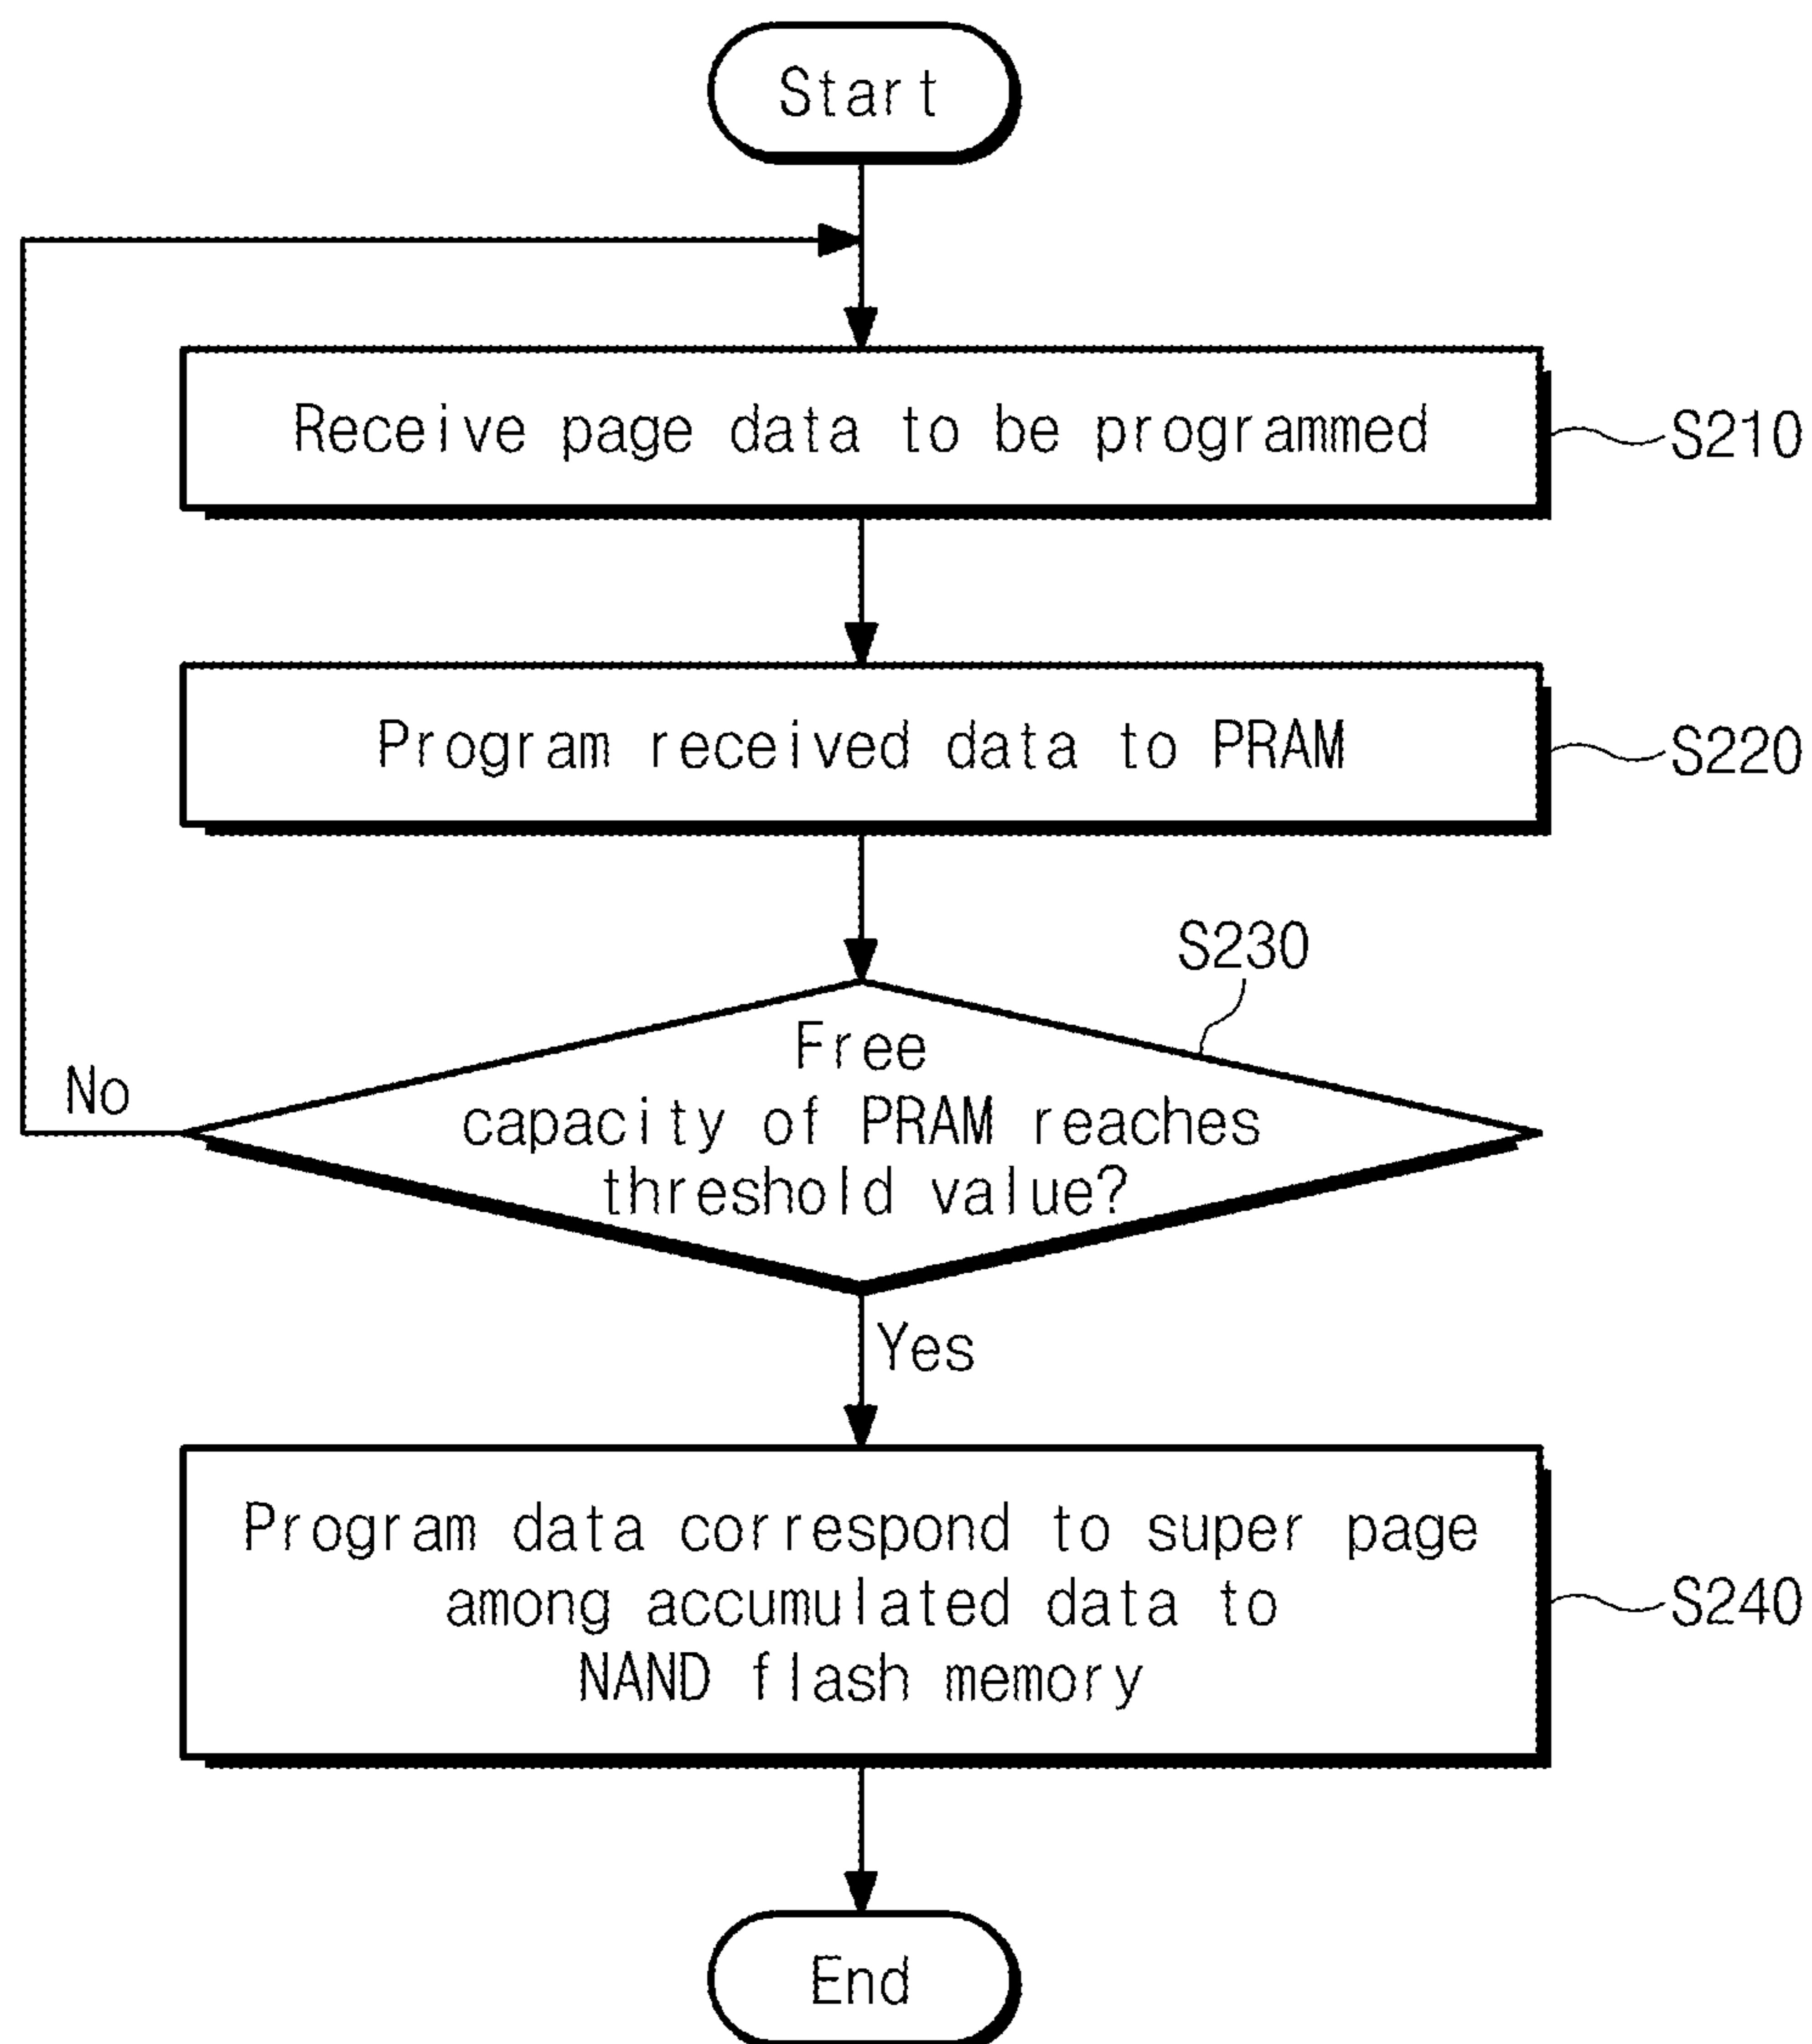 Start
Receive page data to be programmed
S210
Program received data to PRAM
S220
S230
Free
capacity of PRAM reaches
threshold value?
No
Yes
Program data correspond to super page
among accumulated data to
NAND flash memory
S240
End